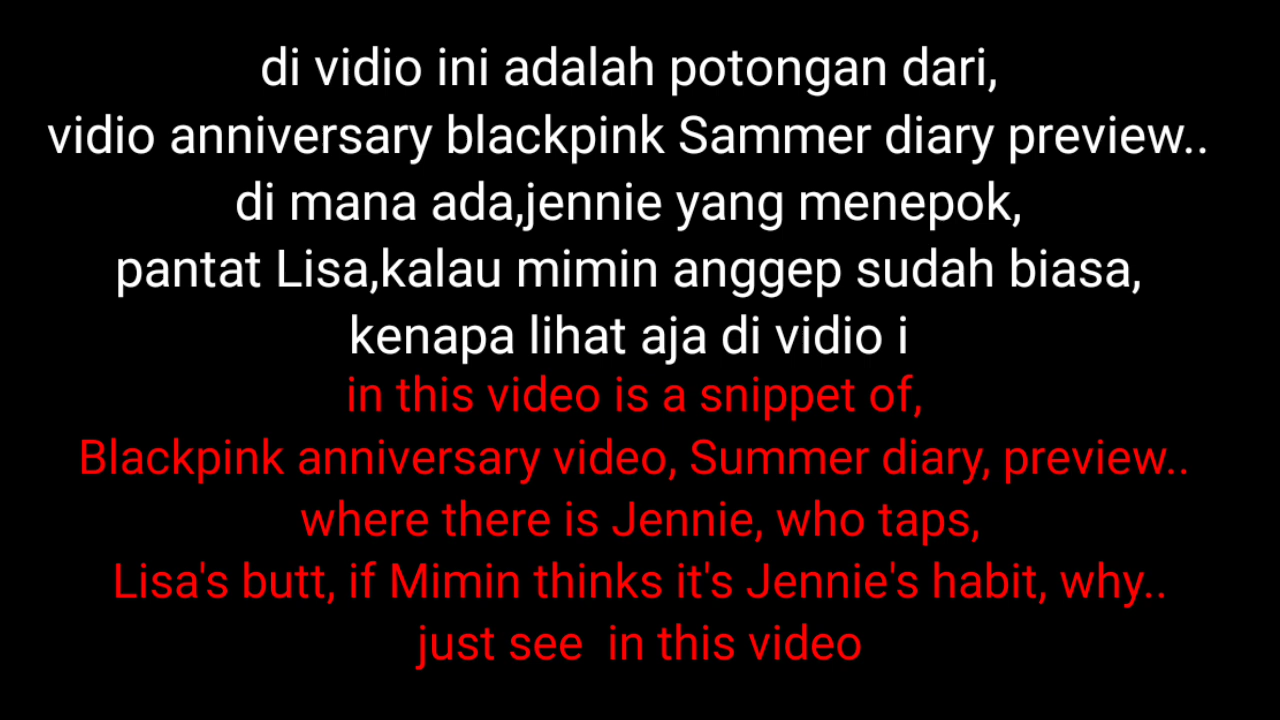 di vidio ini adalah potongan dari,
vidio anniversary blackpink Sammer diary preview..
di mana ada,jennie yang menepok,
pantat Lisa,kalau mimin anggep sudah biasa,
kenapa lihat aja di vidio i
in this video is a snippet of,
Blackpink anniversary video, Summer diary, preview..
where there is Jennie, who taps,
Lisa's butt, if Mimin thinks it's Jennie's habit, why..
just see  in this video